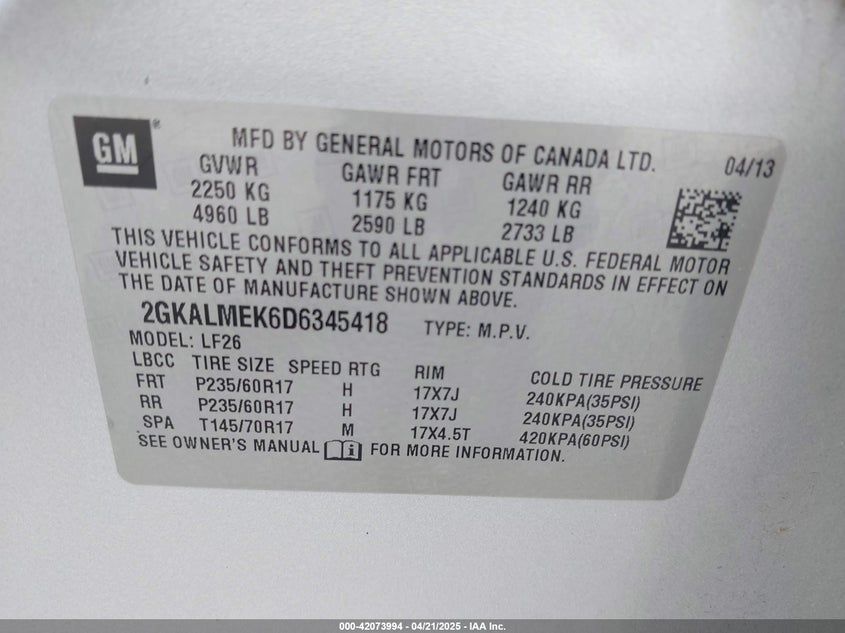 GM®
MFD BY GENERAL MOTORS OF CANADA LTD. 04/13
GVWR GAWR FRT GAWR RR
2250 KG 1175 KG 1240 KG
4960 LB 2590 LB 2733 LB
THIS VEHICLE CONFORMS TO ALL APPLICABLE U.S. FEDERAL MOTOR
VEHICLE SAFETY AND THEFT PREVENTION STANDARDS IN EFFECT ON
THE DATE OF MANUFACTURE SHOWN ABOVE.
2GKALMEK6D6345418 TYPE: M.P.V.
MODEL: LF26
LBCC TIRE SIZE SPEED RTG RIM COLD TIRE PRESSURE
FRT P235/60R17 H 17X7J 240KPA(35PSI)
RR P235/60R17 H 17X7J 240KPA(35PSI)
SPA T145/70R17 M 17X4.5T 420KPA(60PSI)
SEE OWNER'S MANUAL i FOR MORE INFORMATION.
000-42073994 - 04/21/2025 - IAA Inc.